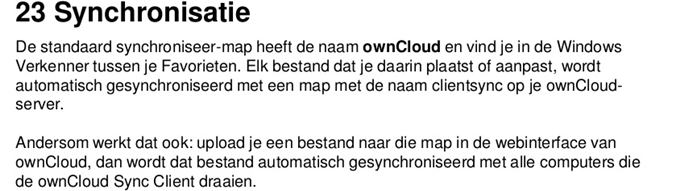 23 Synchronisatie
De standaard synchroniseer-map heeft de naam ownCloud en vind je in de Windows
Verkenner tussen je Favorieten. Elk bestand dat je daarin plaatst of aanpast, wordt
automatisch gesynchroniseerd met een map met de naam clientsync op je ownCloud-
server.
Andersom werkt dat ook: upload je een bestand naar die map in de webinterface van
ownCloud, dan wordt dat bestand automatisch gesynchroniseerd met alle computers die
de ownCloud Sync Client draaien.